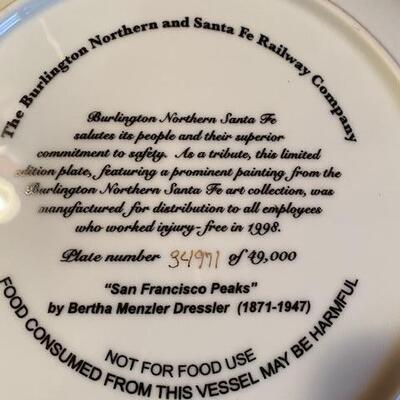 The Burlington Northern and Santa Fe Railway Company
Burlington Northern Santa Fe
salutes its people and their superior
commitment to safety. As a tribute, this limited
edition plate, featuring a prominent painting from the
Burlington Northern Santa Fe art collection, was
manufactured for distribution to all employees
who worked injury-free in 1998.
Plate number 34971 of 49,000
"San Francisco Peaks"
by Bertha Menzler Dressler (1871-1947)
NOT FOR FOOD USE
FOOD CONSUMED FROM THIS VESSEL MAY BE HARMFUL